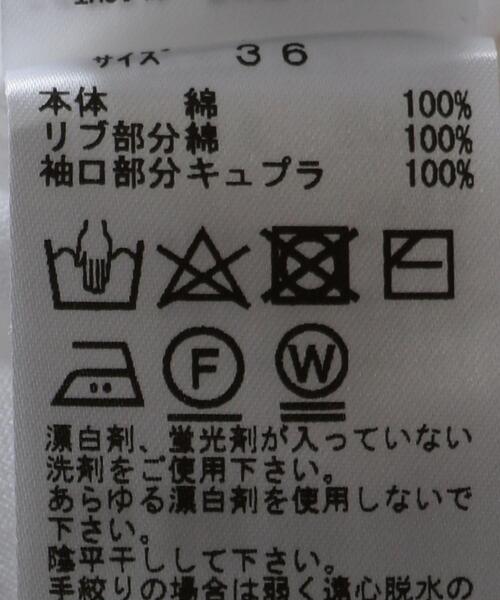 サイズ 36
本体 綿 100%
リブ部分綿 100%
袖口部分キュプラ 100%
F W
漂白剤、蛍光剤が入っていない
洗剤をご使用下さい。
あらゆる漂白剤を使用しないで
下さい。
陰平干しして下さい。
手絞りの場合は弱く遠心脱水の